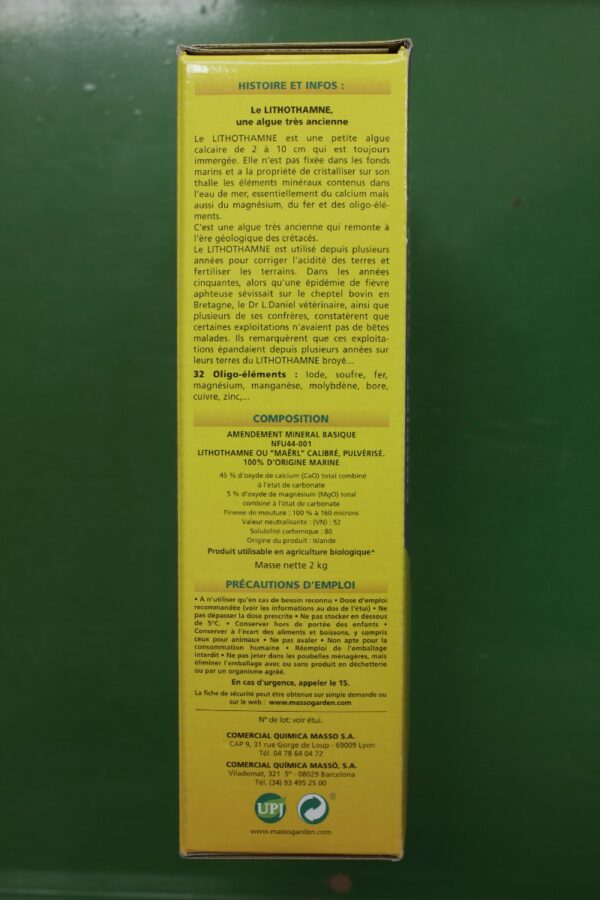 HISTOIRE ET INFOS :
Le LITHOTHAMNE,
une algue très ancienne
Le LITHOTHAMNE est une petite algue
calcaire de 2 à 10 cm qui est toujours
immergée. Elle n'est pas fixée dans les fonds
marins et a la propriété de cristalliser sur son
thalle les éléments minéraux contenus dans
l'eau de mer, essentiellement du calcium mais
aussi du magnésium, du fer et des oligo-élé-
ments.
C'est une algue très ancienne qui remonte à
l'ère géologique des crétacés.
Le LITHOTHAMNE est utilisé depuis plusieurs
années pour corriger l'acidité des terres et
fertiliser les terrains. Dans les années
cinquantes, alors qu'une épidémie de fièvre
aphteuse sévissait sur le cheptel bovin en
Bretagne, le Dr L.Daniel vétérinaire, ainsi que
plusieurs de ses confrères, constatèrent que
certaines exploitations n'avaient pas de bêtes
malades. Ils remarquèrent que ces exploita-
tions épandaient depuis plusieurs années sur
leurs terres du LITHOTHAMNE broyé...
32 Oligo-éléments : Iode, soufre, fer,
magnésium, manganèse, molybdène, bore,
cuivre, zinc,...
COMPOSITION
AMENDEMENT MINERAL BASIQUE
NFU44-001
LITHOTHAMNE OU "MAËRL" CALIBRÉ, PULVÉRISÉ.
100% D'ORIGINE MARINE
45 % d'oxyde de calcium (CaO) total combiné
à l'état de carbonate
5 % d'oxyde de magnésium (MgO) total
combiné à l'état de carbonate
Finesse de mouture : 100 % à 160 microns
Valeur neutralisante : (VN) : 52
Solubilité carbonique : 80
Origine du produit : Islande
Produit utilisable en agriculture biologique*
Masse nette 2 kg
PRÉCAUTIONS D'EMPLOI
• A n'utiliser qu'en cas de besoin reconnu • Dose d'emploi
recommandée (voir les informations au dos de l'étui) • Ne
pas dépasser la dose prescrite • Ne pas stocker en dessous
de 5°C. • Conserver hors de portée des enfants •
Conserver à l'écart des aliments et boissons, y compris
ceux pour animaux • Ne pas avaler • Non apte pour la
consommation humaine • Réemploi de l'emballage
interdit • Ne pas jeter dans les poubelles ménagères, mais
éliminer l'emballage avec ou sans produit en déchetterie
ou par un organisme agréé.
En cas d'urgence, appeler le 15.
La fiche de sécurité peut être obtenue sur simple demande ou
sur le web : www.massogarden.com
N° de lot: voir étui.
COMERCIAL QUIMICA MASSO S.A.
CAP 9, 31 rue Gorge de Loup - 69009 Lyon
Tél. 04 78 64 04 72
COMERCIAL QUÍMICA MASSÓ, S.A.
Viladomat, 321 5º - 08029 Barcelona
Tél. (34) 93 495 25 00
UPJ ®
www.massogarden.com